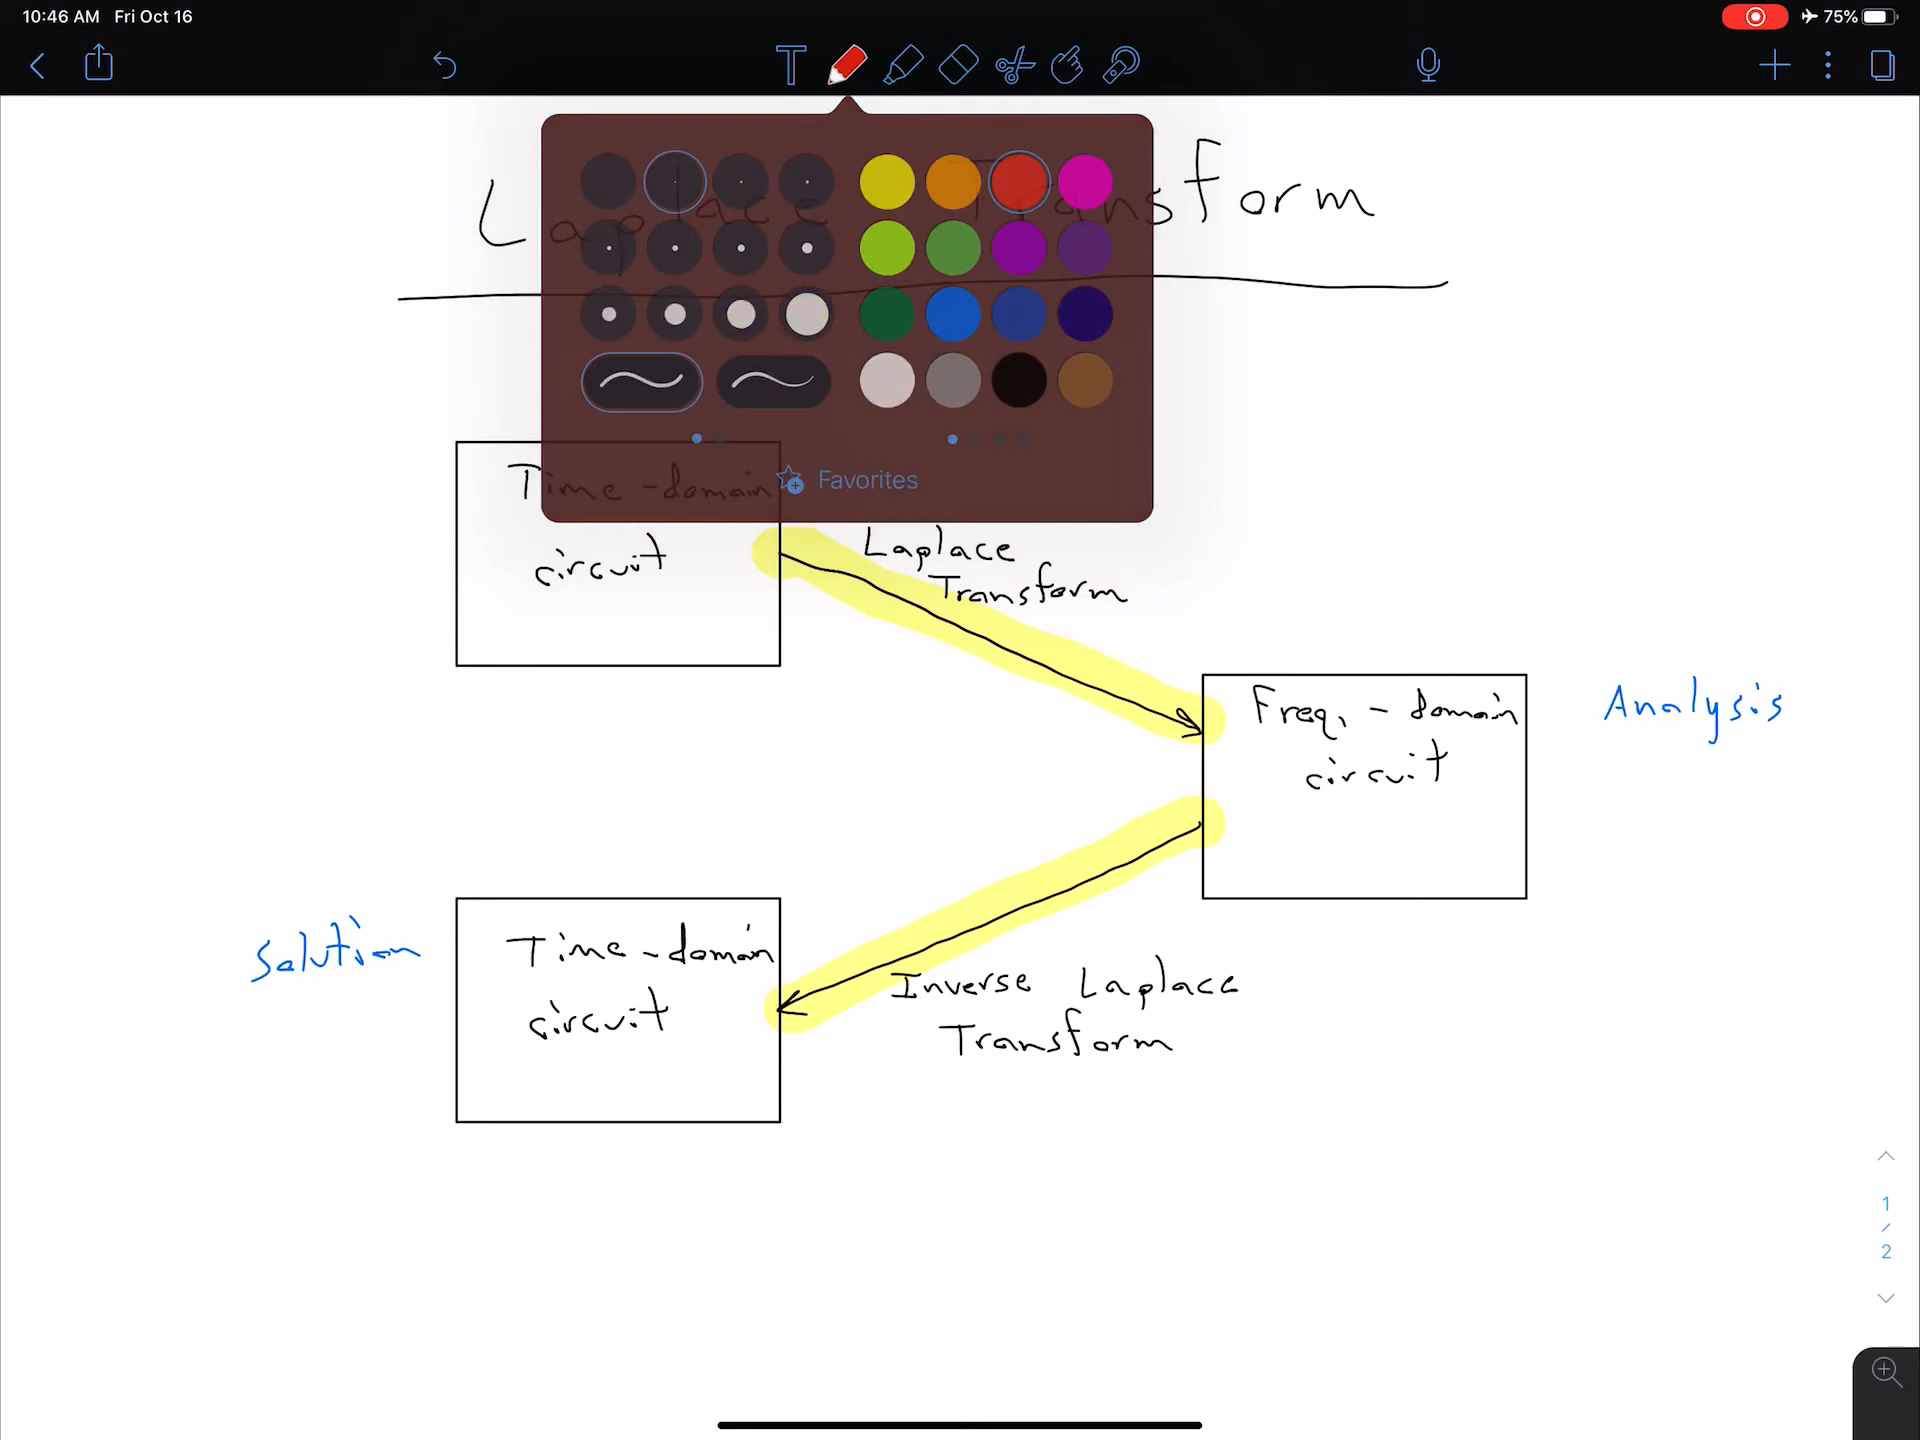 10:46 AM Fri Oct 16
75%
Laplace Transform
Favorites
Time-domain
circuit
Laplace
Transform
Freq. - domain
circuit
Analysis
Solution
Time-domain
circuit
Inverse Laplace
Transform
1
/
2